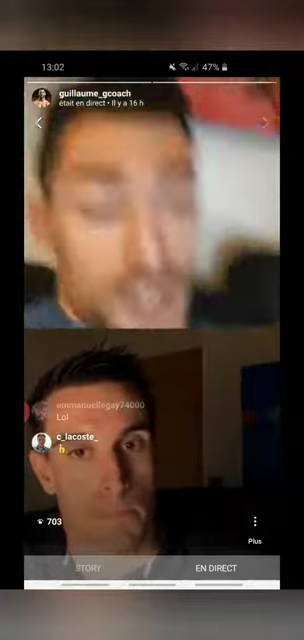 13:02
47%
guillaume_gcoach
était en direct • Il y a 16 h
emmanuellegay74000
Lol
c_lacoste_
703
Plus
STORY
EN DIRECT